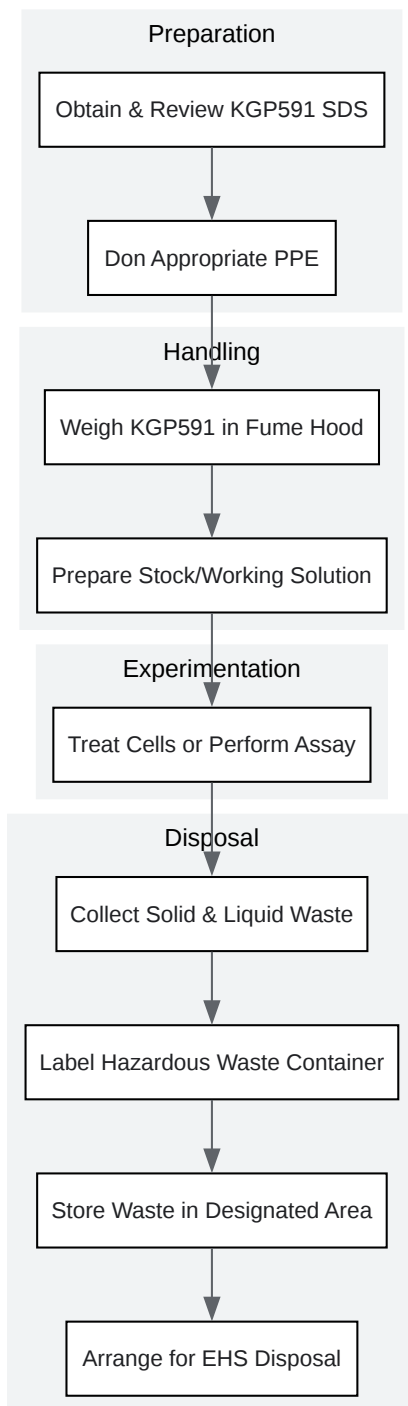 Preparation
Obtain & Review KGP591 SDS
Don Appropriate PPE
Handling
Weigh KGP591 in Fume Hood
Prepare Stock/Working Solution
Experimentation
Treat Cells or Perform Assay
Disposal
Collect Solid & Liquid Waste
Label Hazardous Waste Container
Store Waste in Designated Area
Arrange for EHS Disposal